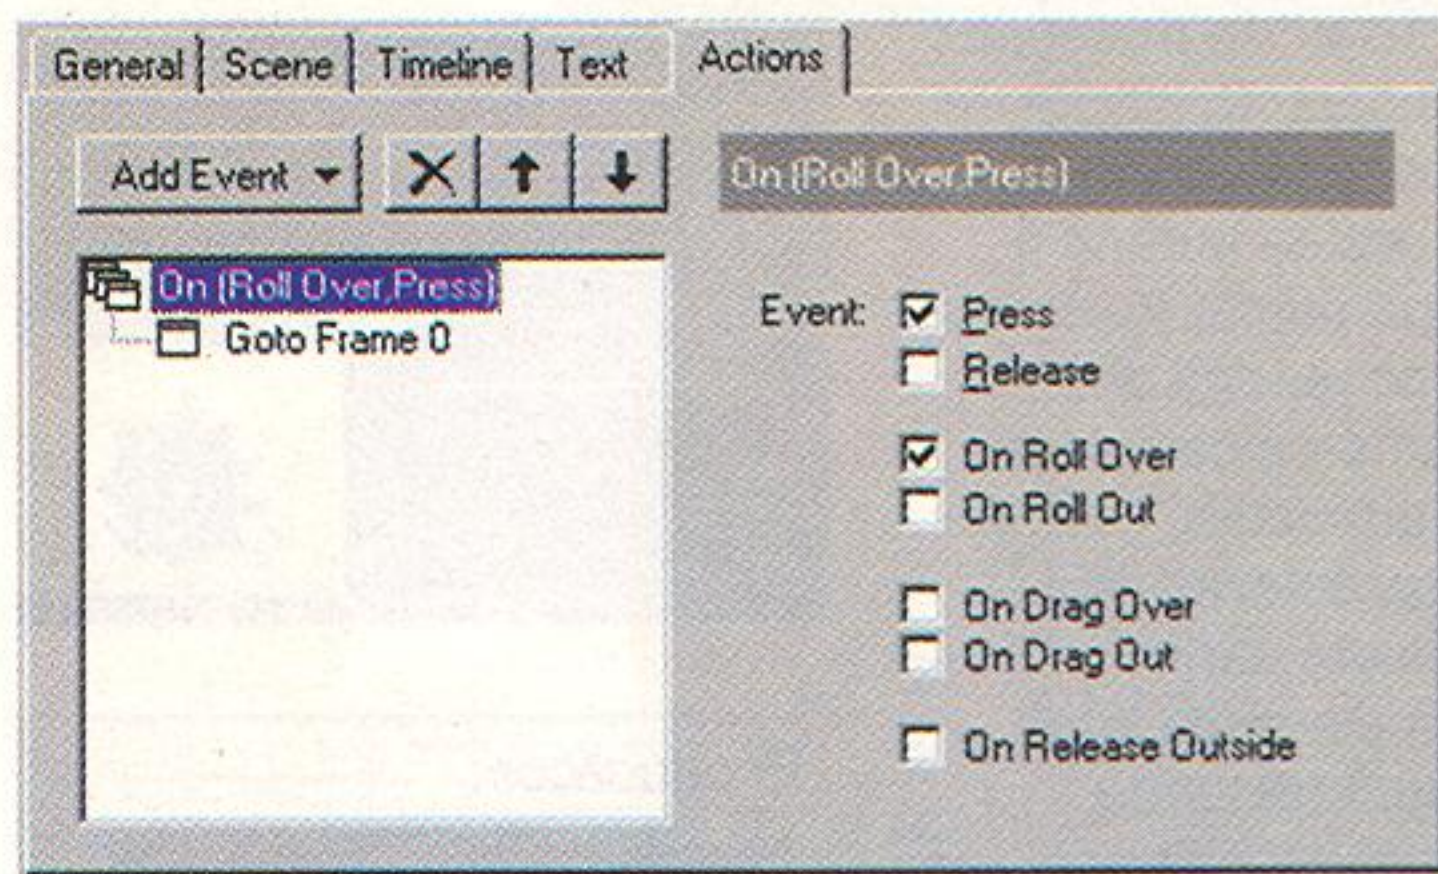 General Scene Timeline Text Actions
Add Event
On (Roll Over,Press)
On (Roll Over,Press)
Goto Frame 0
Event: Press
Release
On Roll Over
On Roll Out
On Drag Over
On Drag Out
On Release Outside